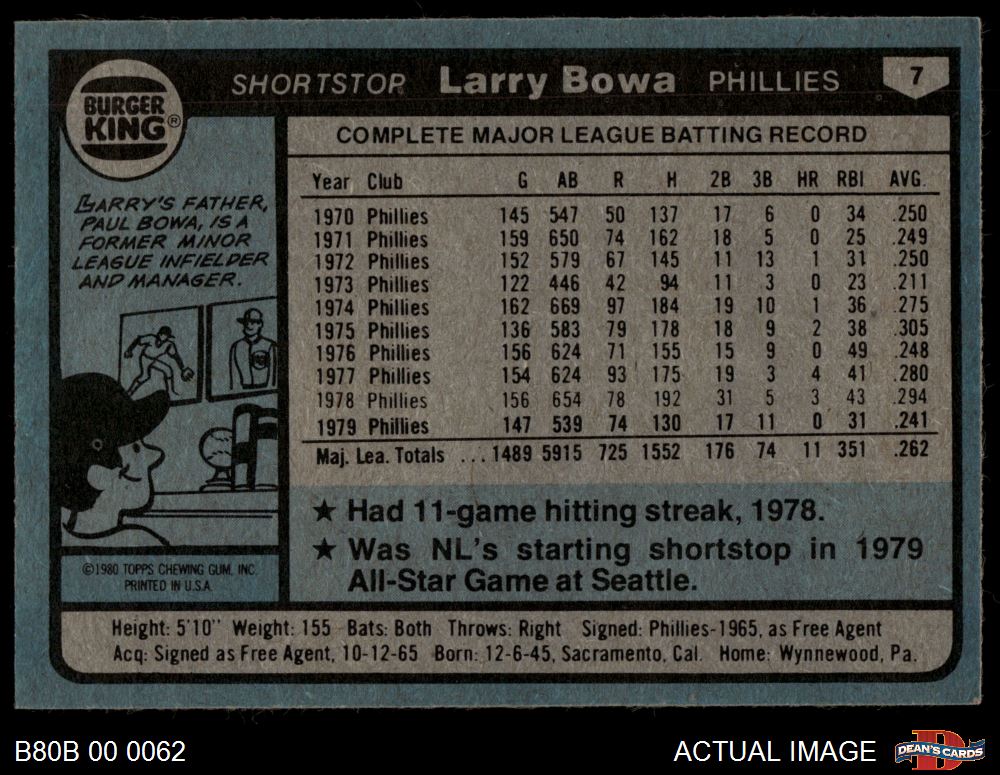 SHORTSTOP Larry Bowa PHILLIES 7
BURGER
KING®
COMPLETE MAJOR LEAGUE BATTING RECORD
Year Club G AB R H 2B 3B HR RBI AVG.
1970 Phillies 145 547 50 137 17 6 0 34 .250
1971 Phillies 159 650 74 162 18 5 0 25 .249
1972 Phillies 152 579 67 145 11 13 1 31 .250
1973 Phillies 122 446 42 94 11 3 0 23 .211
1974 Phillies 162 669 97 184 19 10 1 36 .275
1975 Phillies 136 583 79 178 18 9 2 38 .305
1976 Phillies 156 624 71 155 15 9 0 49 .248
1977 Phillies 154 624 93 175 19 3 4 41 .280
1978 Phillies 156 654 78 192 31 5 3 43 .294
1979 Phillies 147 539 74 130 17 11 0 31 .241
Maj. Lea. Totals ...1489 5915 725 1552 176 74 11 351 .262
LARRY'S FATHER,
PAUL BOWA, IS A
FORMER MINOR
LEAGUE INFIELDER
AND MANAGER.
★ Had 11-game hitting streak, 1978.
★ Was NL's starting shortstop in 1979
All-Star Game at Seattle.
©1980 TOPPS CHEWING GUM, INC.
PRINTED IN U.S.A.
Height: 5'10" Weight: 155 Bats: Both Throws: Right Signed: Phillies-1965, as Free Agent
Acq: Signed as Free Agent, 10-12-65 Born: 12-6-45, Sacramento, Cal. Home: Wynnewood, Pa.
B80B 00 0062
ACTUAL IMAGE
DEAN'S CARDS